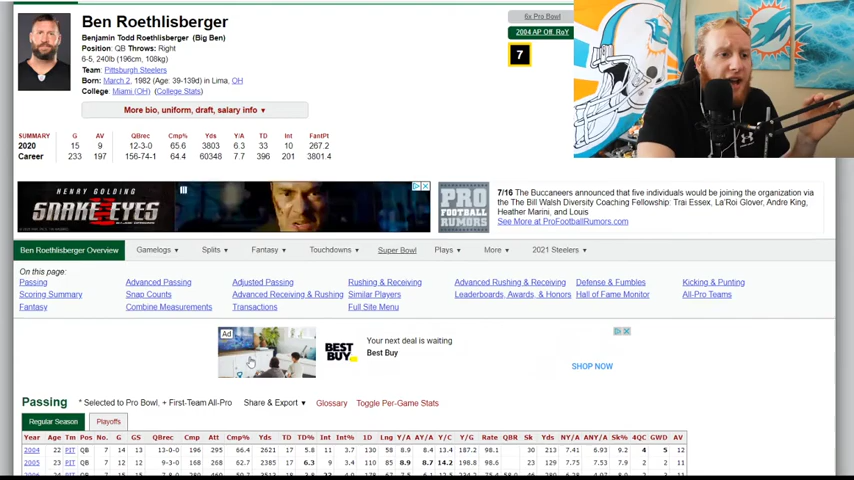 Ben Roethlisberger
Benjamin Todd Roethlisberger (Big Ben)
Position: QB Throws: Right
6-5, 240lb (196cm, 108kg)
Team: Pittsburgh Steelers
Born: March 2, 1982 (Age: 39-139d) in Lima, OH
College: Miami (OH) (College Stats)
More bio, uniform, draft, salary info ▼
6x Pro Bowl
2004 AP Off. RoY
7
SUMMARY G AV QBrec Cmp% Yds Y/A TD Int FantPt
2020 15 9 12-3-0 65.6 3803 6.3 33 10 267.2
Career 233 197 156-74-1 64.4 60348 7.7 396 201 3801.4
HENRY GOLDING
SNAKE EYES
PRO FOOTBALL RUMORS
7/16 The Buccaneers announced that five individuals would be joining the organization via
the The Bill Walsh Diversity Coaching Fellowship: Trai Essex, La'Roi Glover, Andre King,
Heather Marini, and Louis
See More at ProFootballRumors.com
Ben Roethlisberger Overview Gamelogs ▼ Splits ▼ Fantasy ▼ Touchdowns ▼ Super Bowl Plays ▼ More ▼ 2021 Steelers ▼
On this page:
Passing Advanced Passing Adjusted Passing Rushing & Receiving Advanced Rushing & Receiving Defense & Fumbles Kicking & Punting
Scoring Summary Snap Counts Advanced Receiving & Rushing Similar Players Leaderboards, Awards, & Honors Hall of Fame Monitor All-Pro Teams
Fantasy Combine Measurements Transactions Full Site Menu
Ad
BEST BUY
Your next deal is waiting
Best Buy
SHOP NOW
Passing * Selected to Pro Bowl, + First-Team All-Pro Share & Export ▼ Glossary Toggle Per-Game Stats
Regular Season Playoffs
Year Age Tm Pos No. G GS QBrec Cmp Att Cmp% Yds TD TD% Int Int% 1D Lng Y/A AY/A Y/C Y/G Rate QBR Sk Yds NY/A ANY/A Sk% 4QC GWD AV
2004 22 PIT QB 7 14 13 13-0-0 196 295 66.4 2621 17 5.8 11 3.7 130 58 8.9 8.4 13.4 187.2 98.1 30 213 7.41 6.93 9.2 4 5 12
2005 23 PIT QB 7 12 12 9-3-0 168 268 62.7 2385 17 6.3 9 3.4 111 85 8.9 8.7 14.2 198.8 98.6 23 129 7.75 7.53 7.9 2 2 11